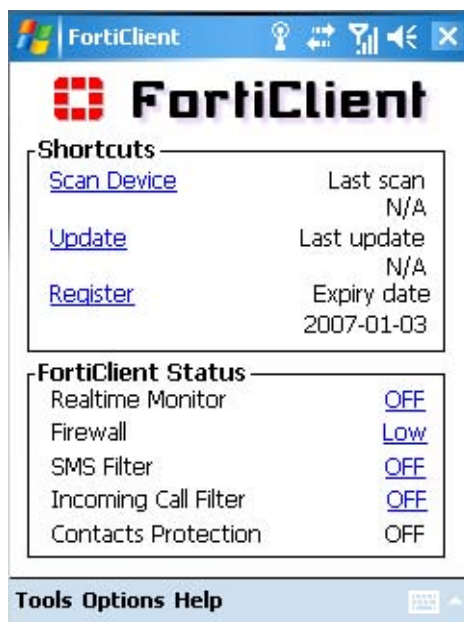 FortiClient
FortiClient
Shortcuts
Scan Device Last scan
N/A
Update Last update
N/A
Register Expiry date
2007-01-03
FortiClient Status
Realtime Monitor OFF
Firewall Low
SMS Filter OFF
Incoming Call Filter OFF
Contacts Protection OFF
Tools Options Help